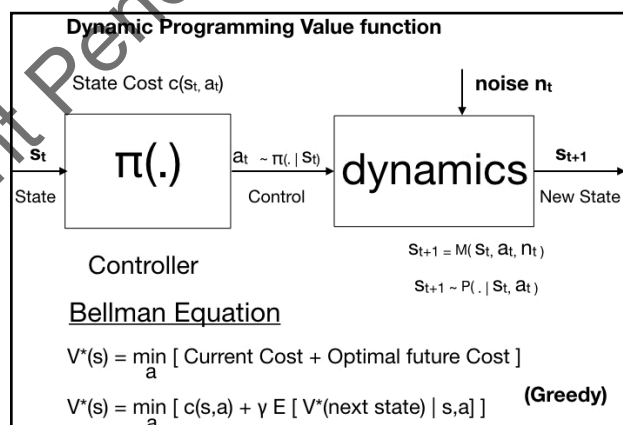 Dynamic Programming Value function
State Cost c(sₜ, aₜ)
noise nₜ
sₜ
π(.)
aₜ ~ π(. | sₜ)
dynamics
sₜ₊₁
State
Control
New State
Controller
sₜ₊₁ = M( sₜ, aₜ, nₜ )
sₜ₊₁ ~ P( . | sₜ, aₜ )
Bellman Equation
V*(s) = min [ Current Cost + Optimal future Cost ]
a
(Greedy)
V*(s) = min [ c(s,a) + γ E [ V*(next state) | s,a] ]
a